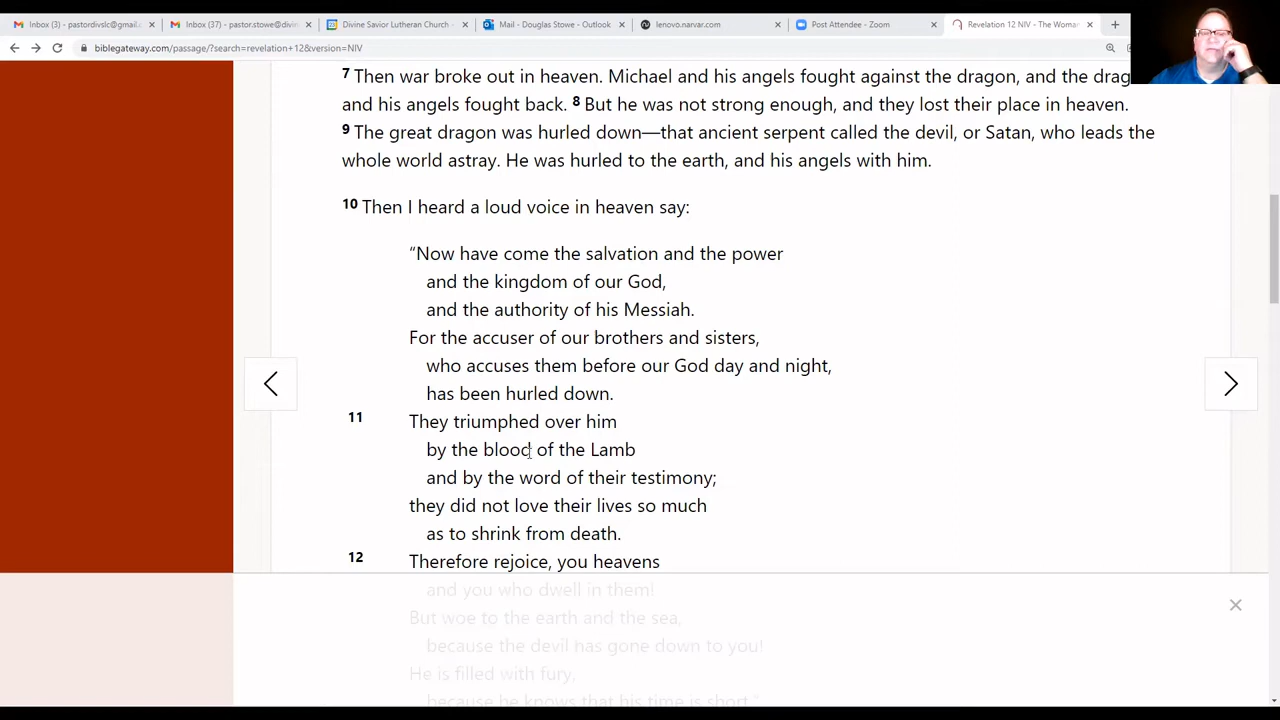 Inbox (3) - pastordivslc@gmail.c
Inbox (37) - pastor.stowe@divin
Divine Savior Lutheran Church -
Mail - Douglas Stowe - Outlook
lenovo.narvar.com
Post Attendee - Zoom
Revelation 12 NIV - The Woma
biblegateway.com/passage/?search=revelation+12&version=NIV
7 Then war broke out in heaven. Michael and his angels fought against the dragon, and the drag
and his angels fought back. 8 But he was not strong enough, and they lost their place in heaven.
9 The great dragon was hurled down—that ancient serpent called the devil, or Satan, who leads the
whole world astray. He was hurled to the earth, and his angels with him.
10 Then I heard a loud voice in heaven say:
“Now have come the salvation and the power
and the kingdom of our God,
and the authority of his Messiah.
For the accuser of our brothers and sisters,
who accuses them before our God day and night,
has been hurled down.
11 They triumphed over him
by the blood of the Lamb
and by the word of their testimony;
they did not love their lives so much
as to shrink from death.
12 Therefore rejoice, you heavens
and you who dwell in them!
But woe to the earth and the sea,
because the devil has gone down to you!
He is filled with fury,
because he knows that his time is short.”